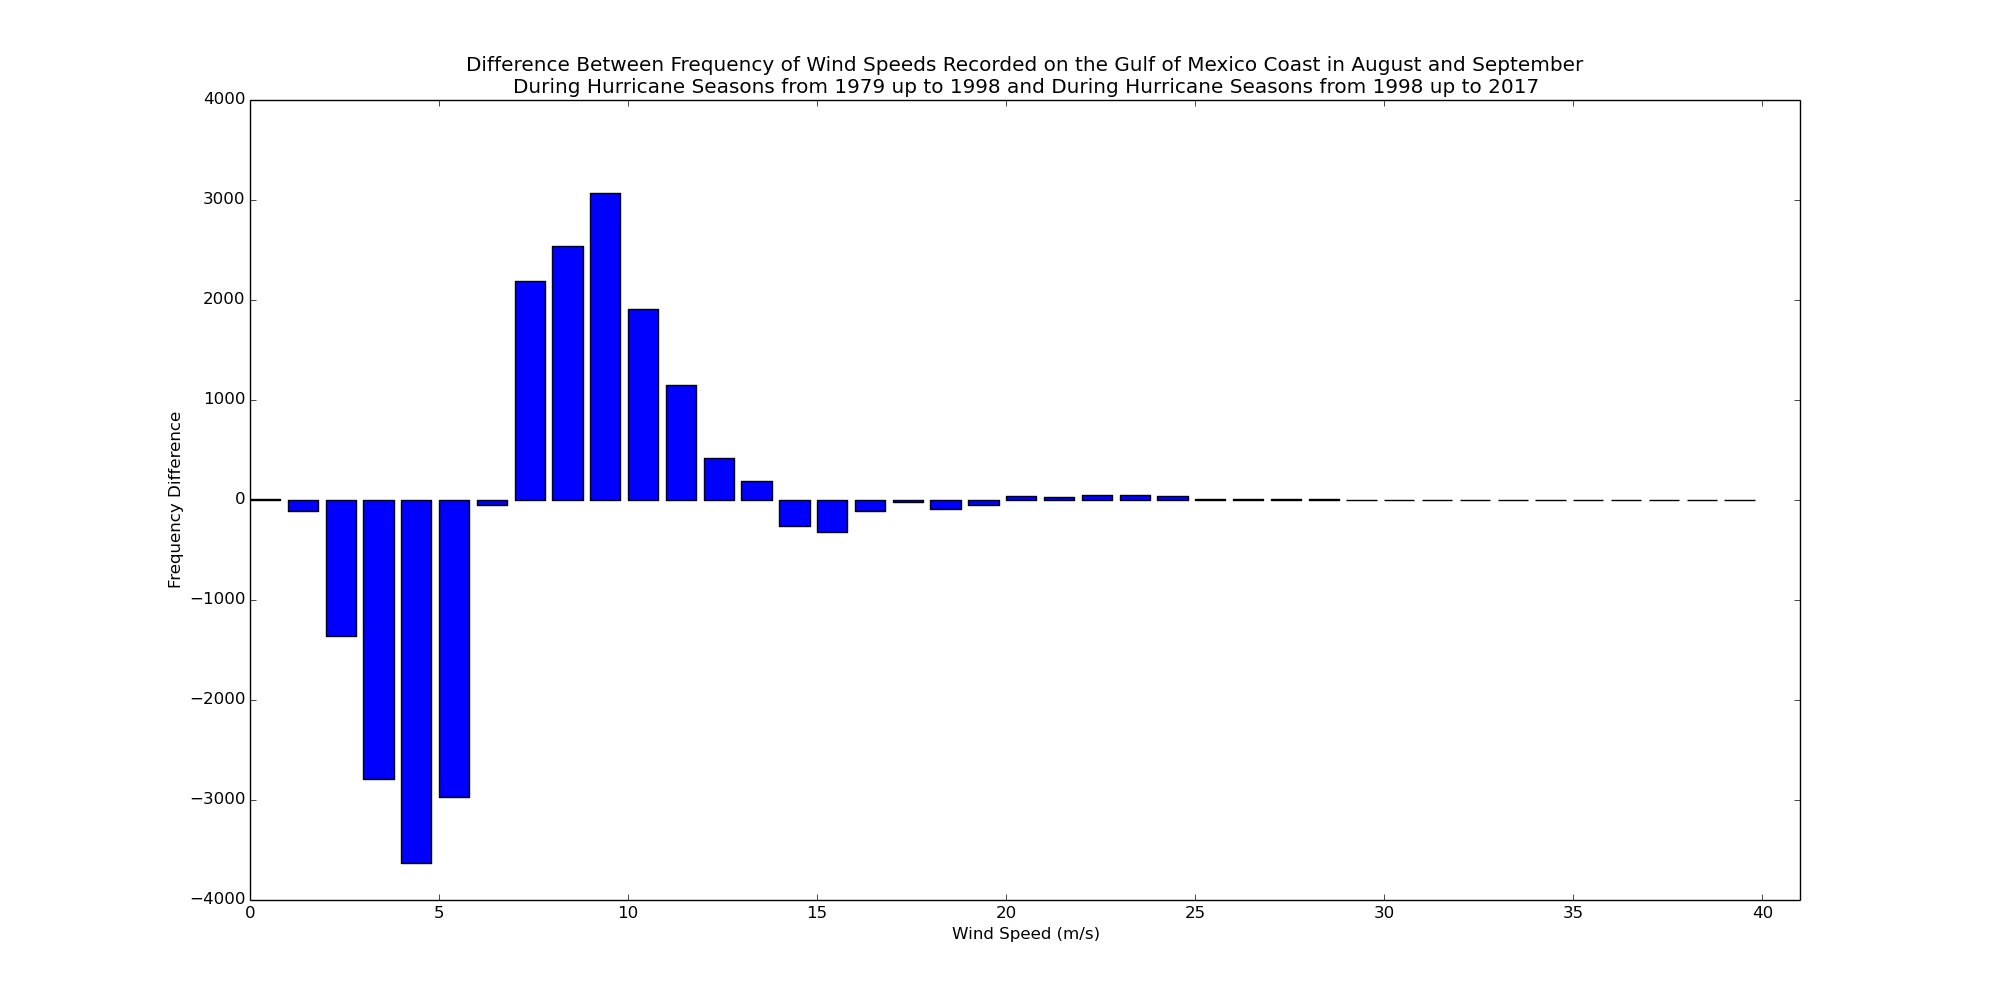 Difference Between Frequency of Wind Speeds Recorded on the Gulf of Mexico Coast in August and September
During Hurricane Seasons from 1979 up to 1998 and During Hurricane Seasons from 1998 up to 2017
4000
3000
2000
1000
0
−1000
−2000
−3000
−4000
Frequency Difference
0 5 10 15 20 25 30 35 40
Wind Speed (m/s)